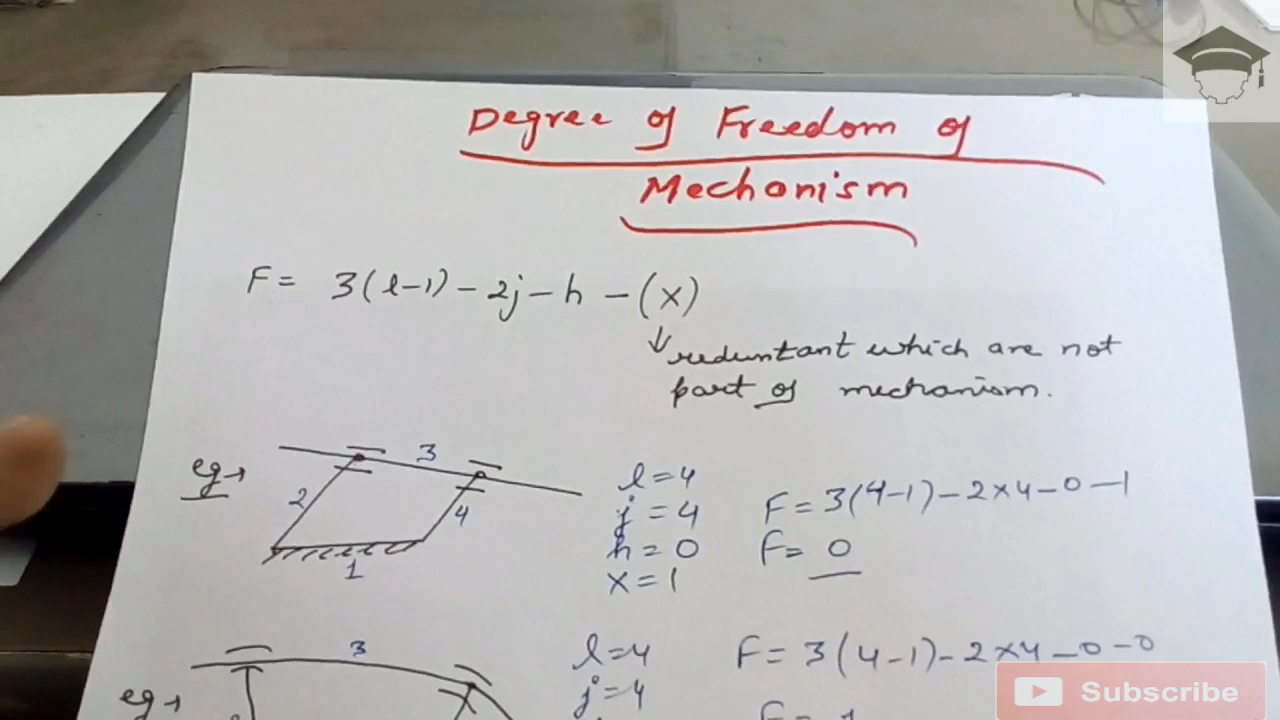 Degree of Freedom of
Mechanism
F = 3(l-1) - 2j - h - (x)
↓ reduntant which are not
part of mechanism.
eg→
3
2
4
1
l=4
j=4
h=0
x=1
F=3(4-1)-2×4-0-1
F= 0
eg→
3
l=4
j=4
F=3(4-1)-2×4-0-0
Subscribe